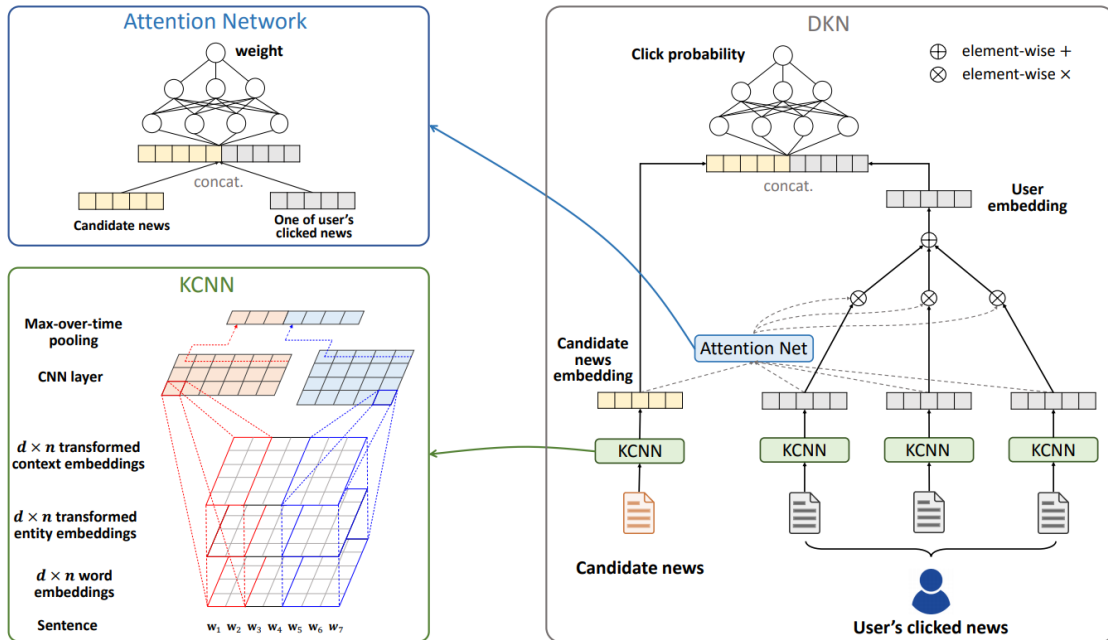 Attention Network
weight
concat.
Candidate news
One of user's
clicked news
KCNN
Max-over-time
pooling
CNN layer
d × n transformed
context embeddings
d × n transformed
entity embeddings
d × n word
embeddings
Sentence
w1 w2 w3 w4 w5 w6 w7
DKN
Click probability
element-wise +
element-wise ×
concat.
User
embedding
Attention Net
Candidate
news
embedding
KCNN
KCNN
KCNN
KCNN
Candidate news
User's clicked news